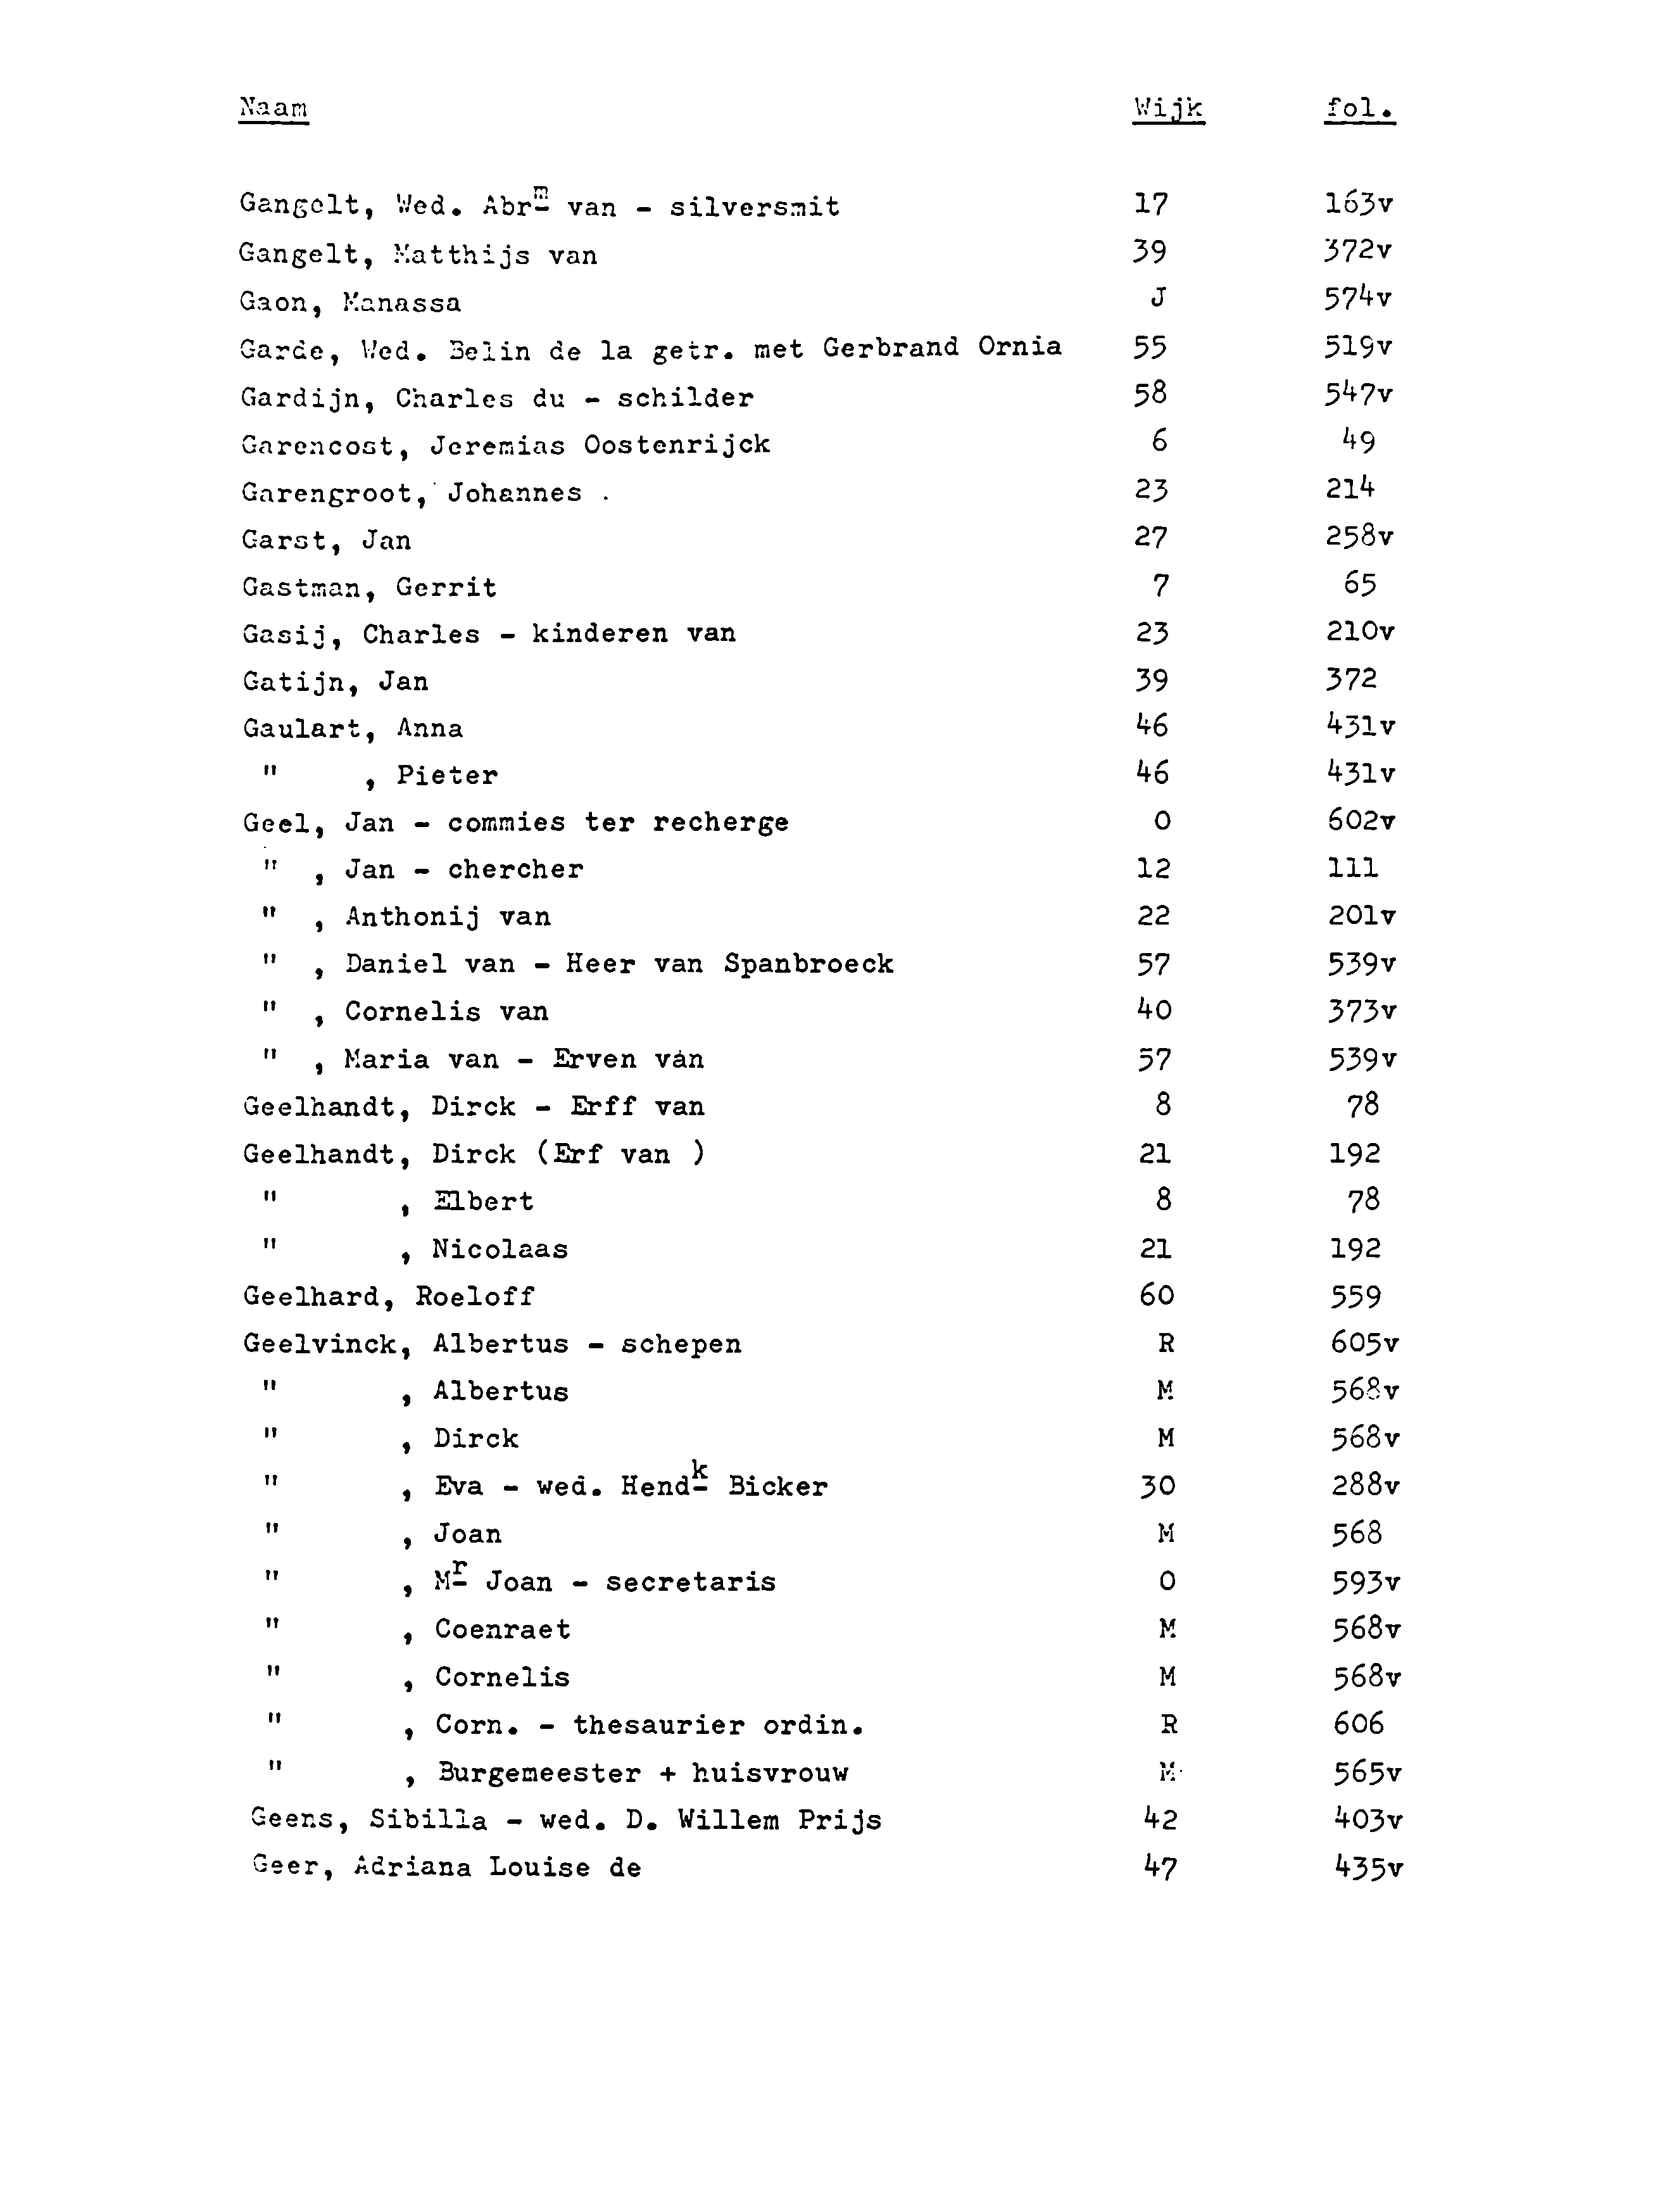 Naam Wijk fol.
Gangelt, Wed. Abrm van - silversmit 17 163v
Gangelt, Matthijs van 39 372v
Gaon, Manassa J 574v
Garde, Wed. Belin de la getr. met Gerbrand Ornia 55 519v
Gardijn, Charles du - schilder 58 547v
Garencost, Jeremias Oostenrijck 6 49
Garengroot, Johannes 23 214
Garst, Jan 27 258v
Gastman, Gerrit 7 65
Gasij, Charles - kinderen van 23 210v
Gatijn, Jan 39 372
Gaulart, Anna 46 431v
" , Pieter 46 431v
Geel, Jan - commies ter recherge O 602v
" , Jan - chercher 12 111
" , Anthonij van 22 201v
" , Daniel van - Heer van Spanbroeck 57 539v
" , Cornelis van 40 373v
" , Maria van - Erven van 57 539v
Geelhandt, Dirck - Erff van 8 78
Geelhandt, Dirck (Erf van ) 21 192
" , Elbert 8 78
" , Nicolaas 21 192
Geelhard, Roeloff 60 559
Geelvinck, Albertus - schepen R 605v
" , Albertus M 568v
" , Dirck M 568v
" , Eva - wed. Hendk Bicker 30 288v
" , Joan M 568
" , Mr Joan - secretaris O 593v
" , Coenraet M 568v
" , Cornelis M 568v
" , Corn. - thesaurier ordin. R 606
" , Burgemeester + huisvrouw M 565v
Geens, Sibilla - wed. D. Willem Prijs 42 403v
Geer, Adriana Louise de 47 435v